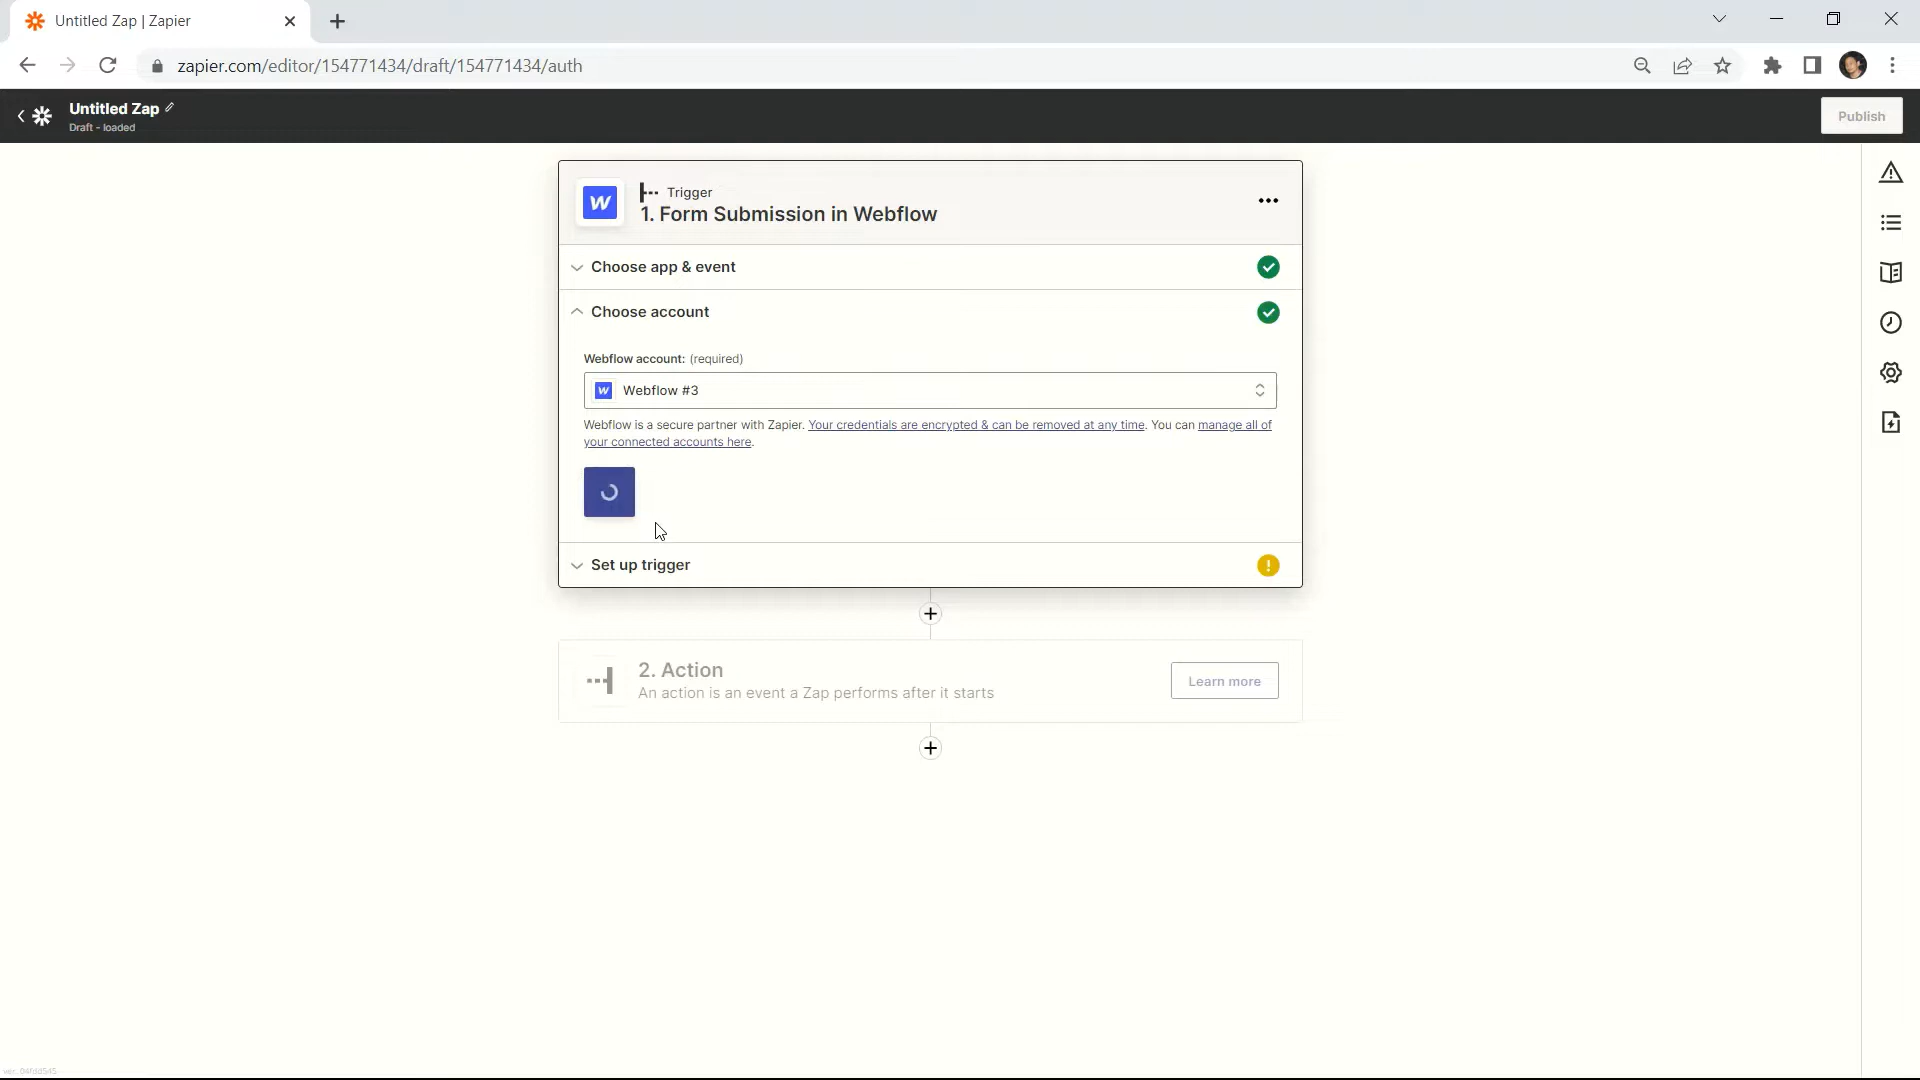 Untitled Zap | Zapier
zapier.com/editor/154771434/draft/154771434/auth
Untitled Zap
Draft - loaded
Publish
Trigger
1. Form Submission in Webflow
Choose app & event
Choose account
Webflow account: (required)
Webflow #3
Webflow is a secure partner with Zapier. Your credentials are encrypted & can be removed at any time. You can manage all of
your connected accounts here.
Set up trigger
2. Action
An action is an event a Zap performs after it starts
Learn more